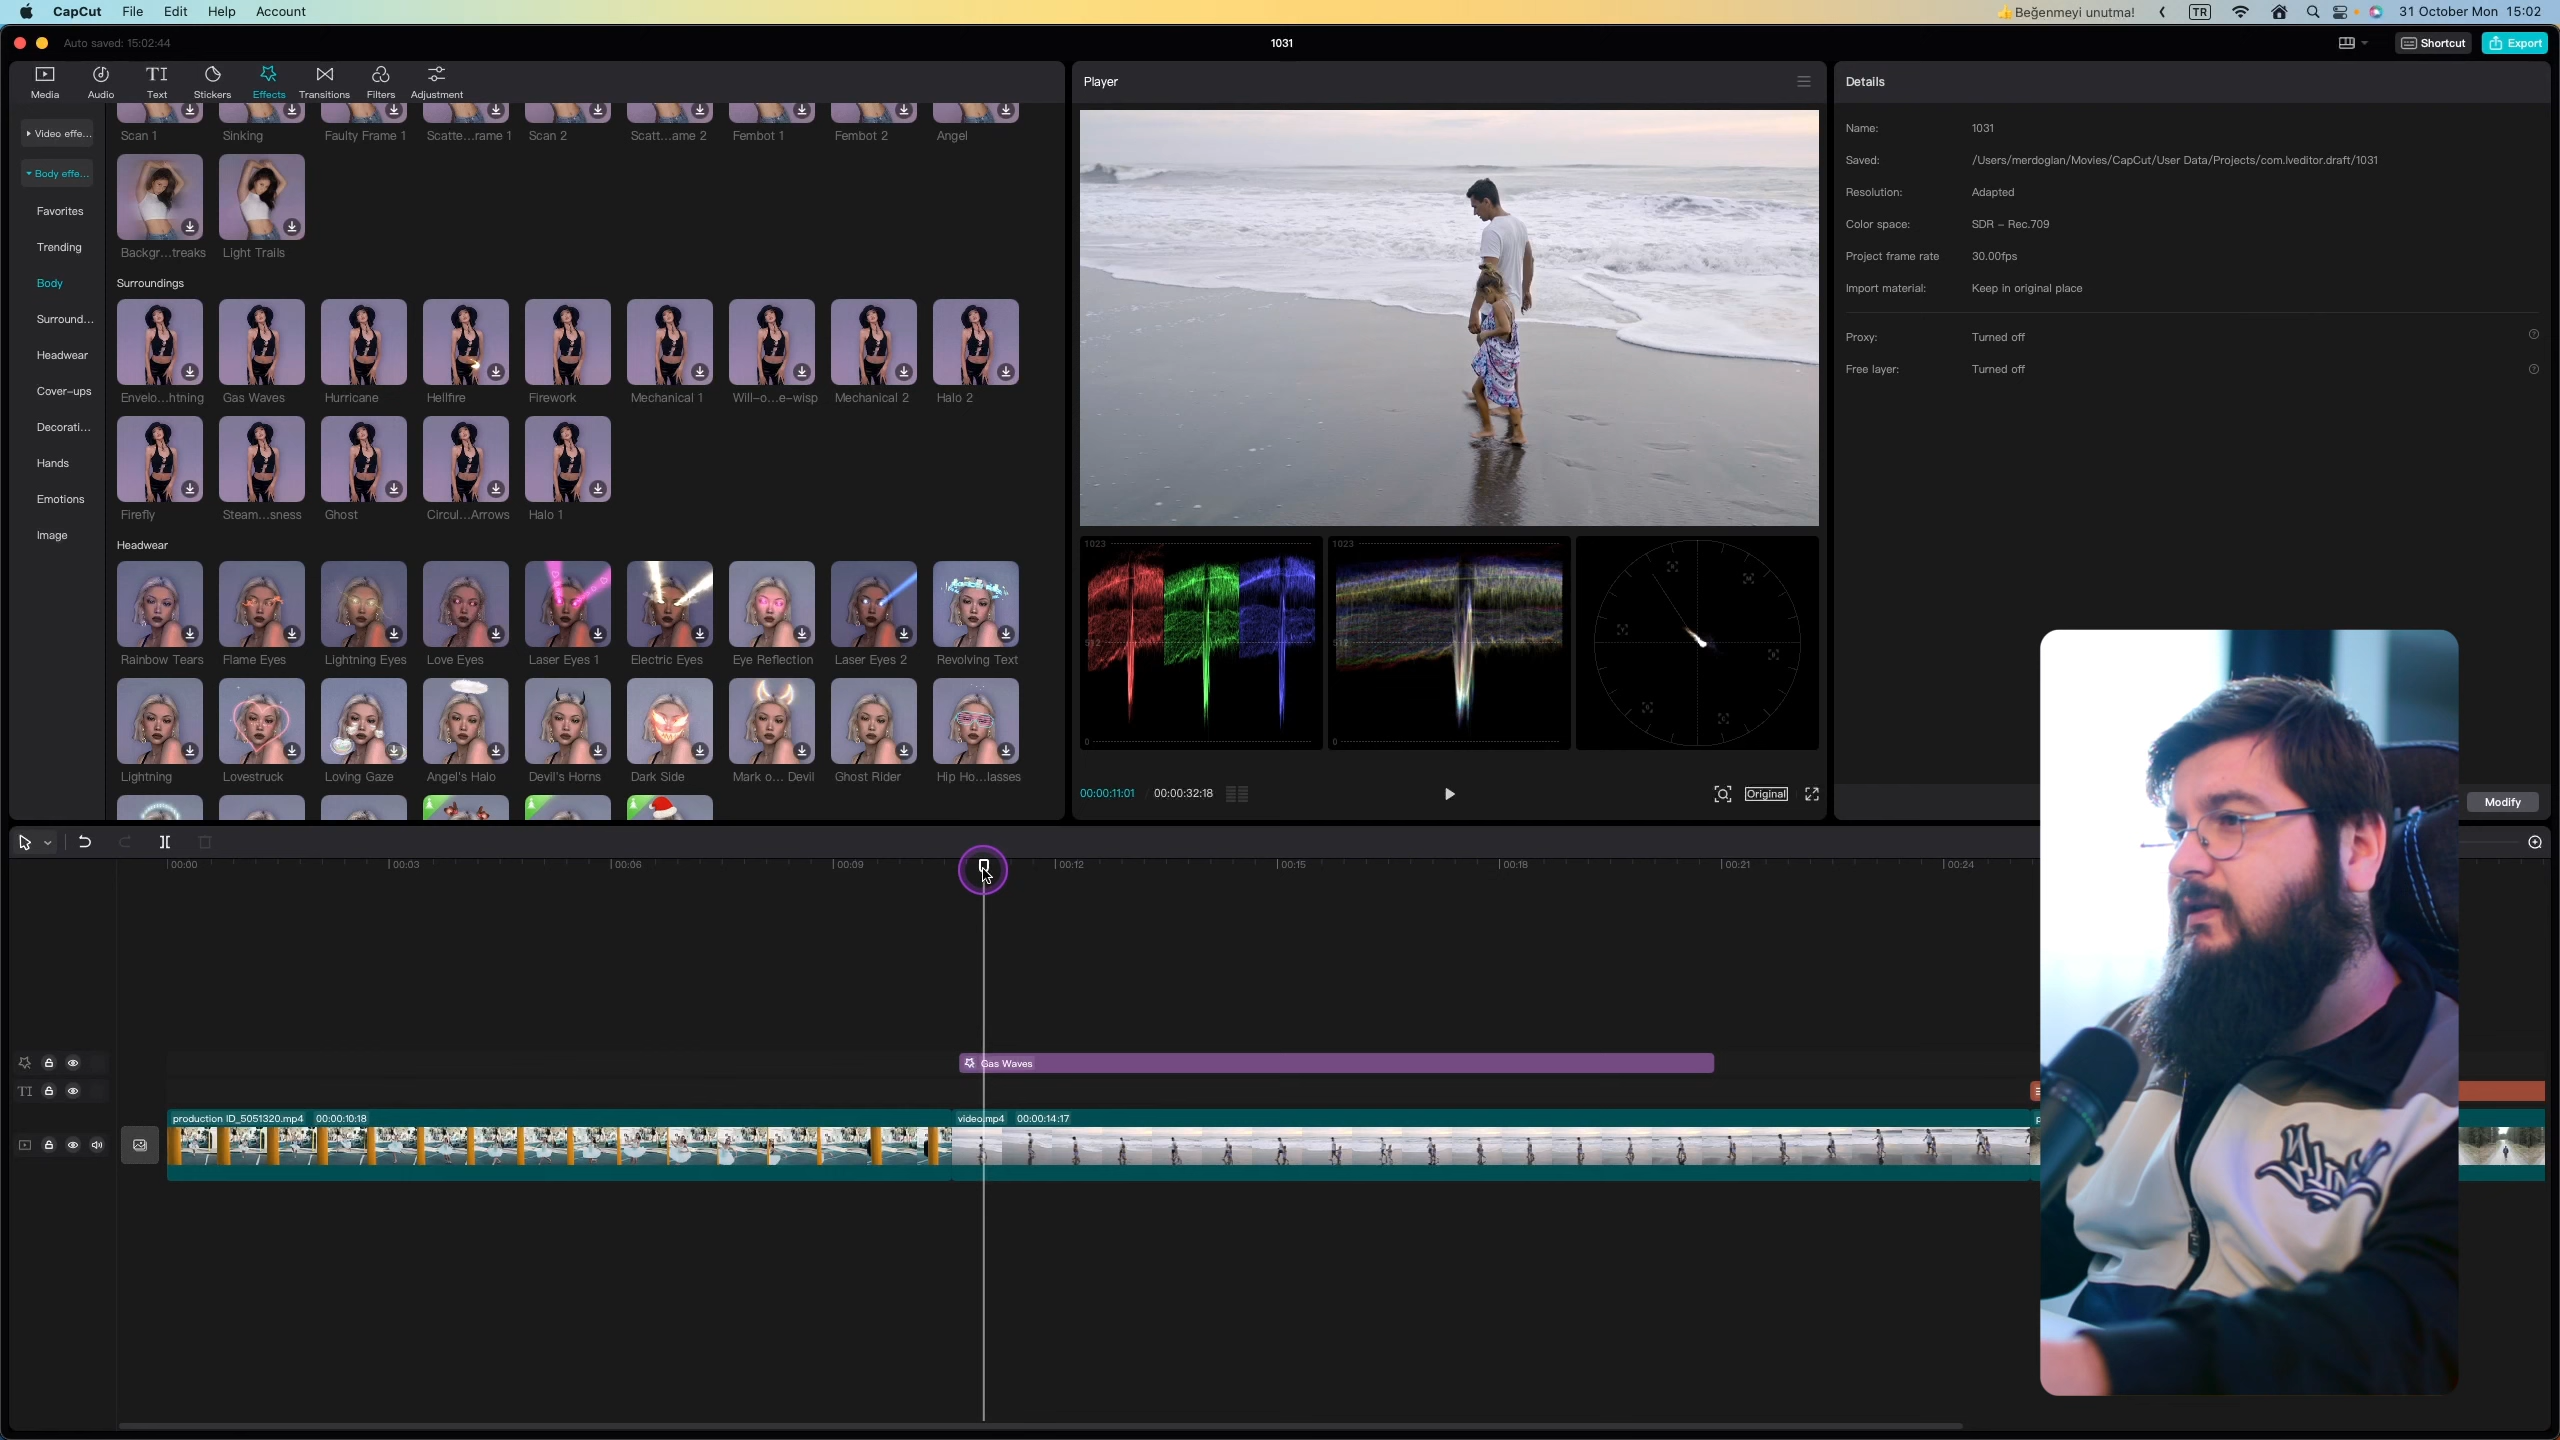 CapCut File Edit Help Account
👍 Beğenmeyi unutma! TR 31 October Mon 15:02
Auto saved: 15:02:44
1031
Shortcut
Export
Media Audio Text Stickers Effects Transitions Filters Adjustment
Video effe...
Body effe...
Favorites
Trending
Body
Surround...
Headwear
Cover-ups
Decorati...
Hands
Emotions
Image
Scan 1 Sinking Faulty Frame 1 Scatte...rame 1 Scan 2 Scatt...ame 2 Fembot 1 Fembot 2 Angel
Backgr...treaks Light Trails
Surroundings
Envelo...htning Gas Waves Hurricane Hellfire Firework Mechanical 1 Will-o...e-wisp Mechanical 2 Halo 2
Firefly Steam...sness Ghost Circul...Arrows Halo 1
Headwear
Rainbow Tears Flame Eyes Lightning Eyes Love Eyes Laser Eyes 1 Electric Eyes Eye Reflection Laser Eyes 2 Revolving Text
Lightning Lovestruck Loving Gaze Angel's Halo Devil's Horns Dark Side Mark o... Devil Ghost Rider Hip Ho...lasses
Player
1023
512
0
1023
512
0
00:00:11:01 00:00:32:18
Original
Details
Name: 1031
Saved: /Users/merdoglan/Movies/CapCut/User Data/Projects/com.lveditor.draft/1031
Resolution: Adapted
Color space: SDR - Rec.709
Project frame rate 30.00fps
Import material: Keep in original place
Proxy: Turned off
Free layer: Turned off
Modify
00:00 00:03 00:06 00:09 00:12 00:15 00:18 00:21 00:24
Gas Waves
TI
production ID_5051320.mp4 00:00:10:18
video.mp4 00:00:14:17